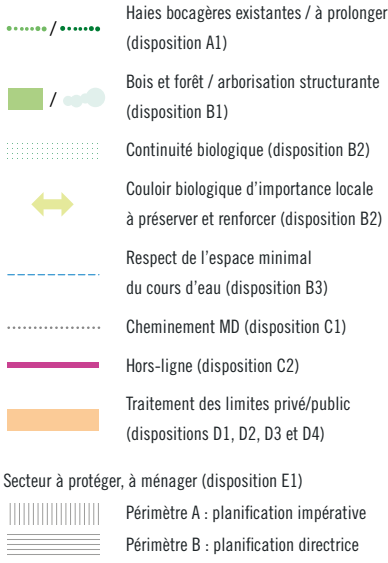 Haies bocagères existantes / à prolonger
/
(disposition A1)
Bois et forêt / arborisation structurante
/
(disposition B1)
Continuité biologique (disposition B2)
Couloir biologique d'importance locale
à préserver et renforcer (disposition B2)
Respect de l'espace minimal
du cours d'eau (disposition B3)
Cheminement MD (disposition C1)
Hors-ligne (disposition C2)
Traitement des limites privé/public
(dispositions D1, D2, D3 et D4)
Secteur à protéger, à ménager (disposition E1)
Périmètre A : planification impérative
Périmètre B : planification directrice